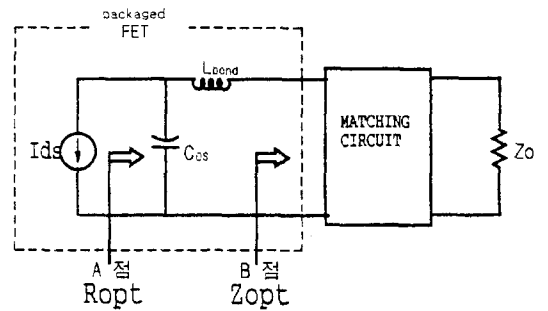 packaged
FET
Lbond
Ids
Cds
MATCHING
CIRCUIT
Zo
A 점
Ropt
B 점
Zopt